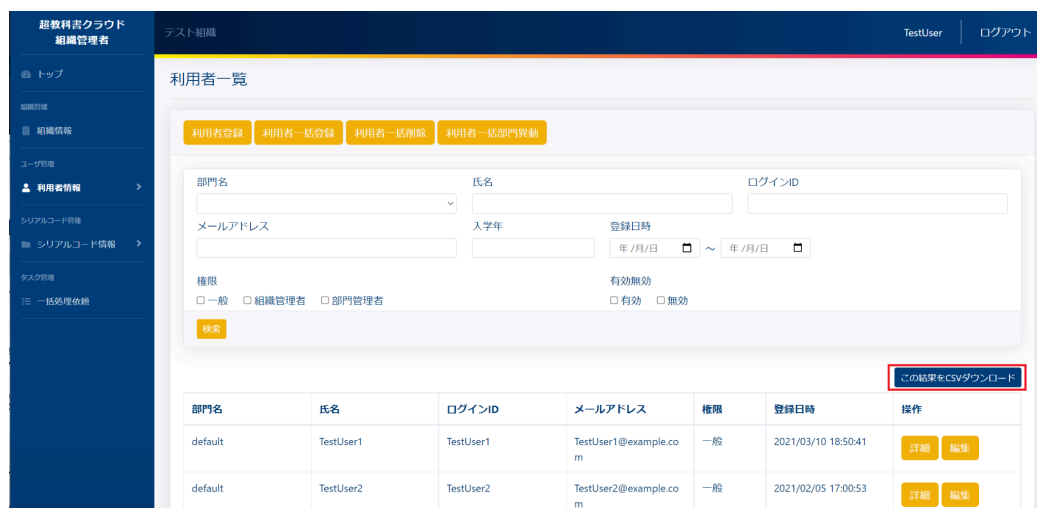 超教科書クラウド
組織管理者
テスト組織
TestUser
ログアウト
トップ
組織管理
組織情報
ユーザ管理
利用者情報
シリアルコード管理
シリアルコード情報
タスク管理
一括処理依頼
利用者一覧
利用者登録 利用者一括登録 利用者一括削除 利用者一括部門異動
部門名 氏名 ログインID
メールアドレス 入学年 登録日時
年 /月/日 ～ 年 /月/日
権限 有効無効
一般 組織管理者 部門管理者 有効 無効
検索
この結果をCSVダウンロード
部門名 氏名 ログインID メールアドレス 権限 登録日時 操作
default TestUser1 TestUser1 TestUser1@example.co 一般 2021/03/10 18:50:41 詳細 編集
m
default TestUser2 TestUser2 TestUser2@example.co 一般 2021/02/05 17:00:53 詳細 編集
m